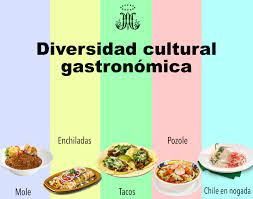 Diversidad cultural
gastronómica
Enchiladas
Pozole
Mole
Tacos
Chile en nogada